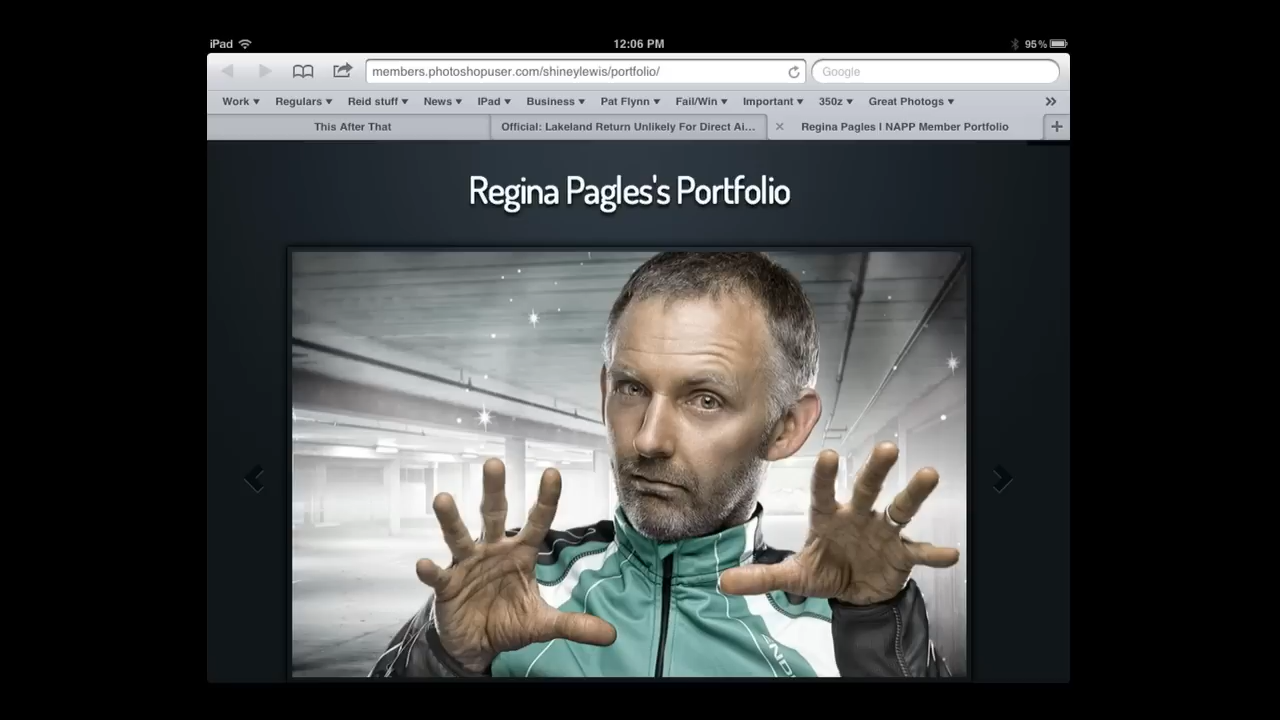 iPad 12:06 PM 95%
members.photoshopuser.com/shineylewis/portfolio/ Google
Work Regulars Reid stuff News IPad Business Pat Flynn Fail/Win Important 350z Great Photogs
This After That Official: Lakeland Return Unlikely For Direct Ai... Regina Pagles | NAPP Member Portfolio
Regina Pagles's Portfolio